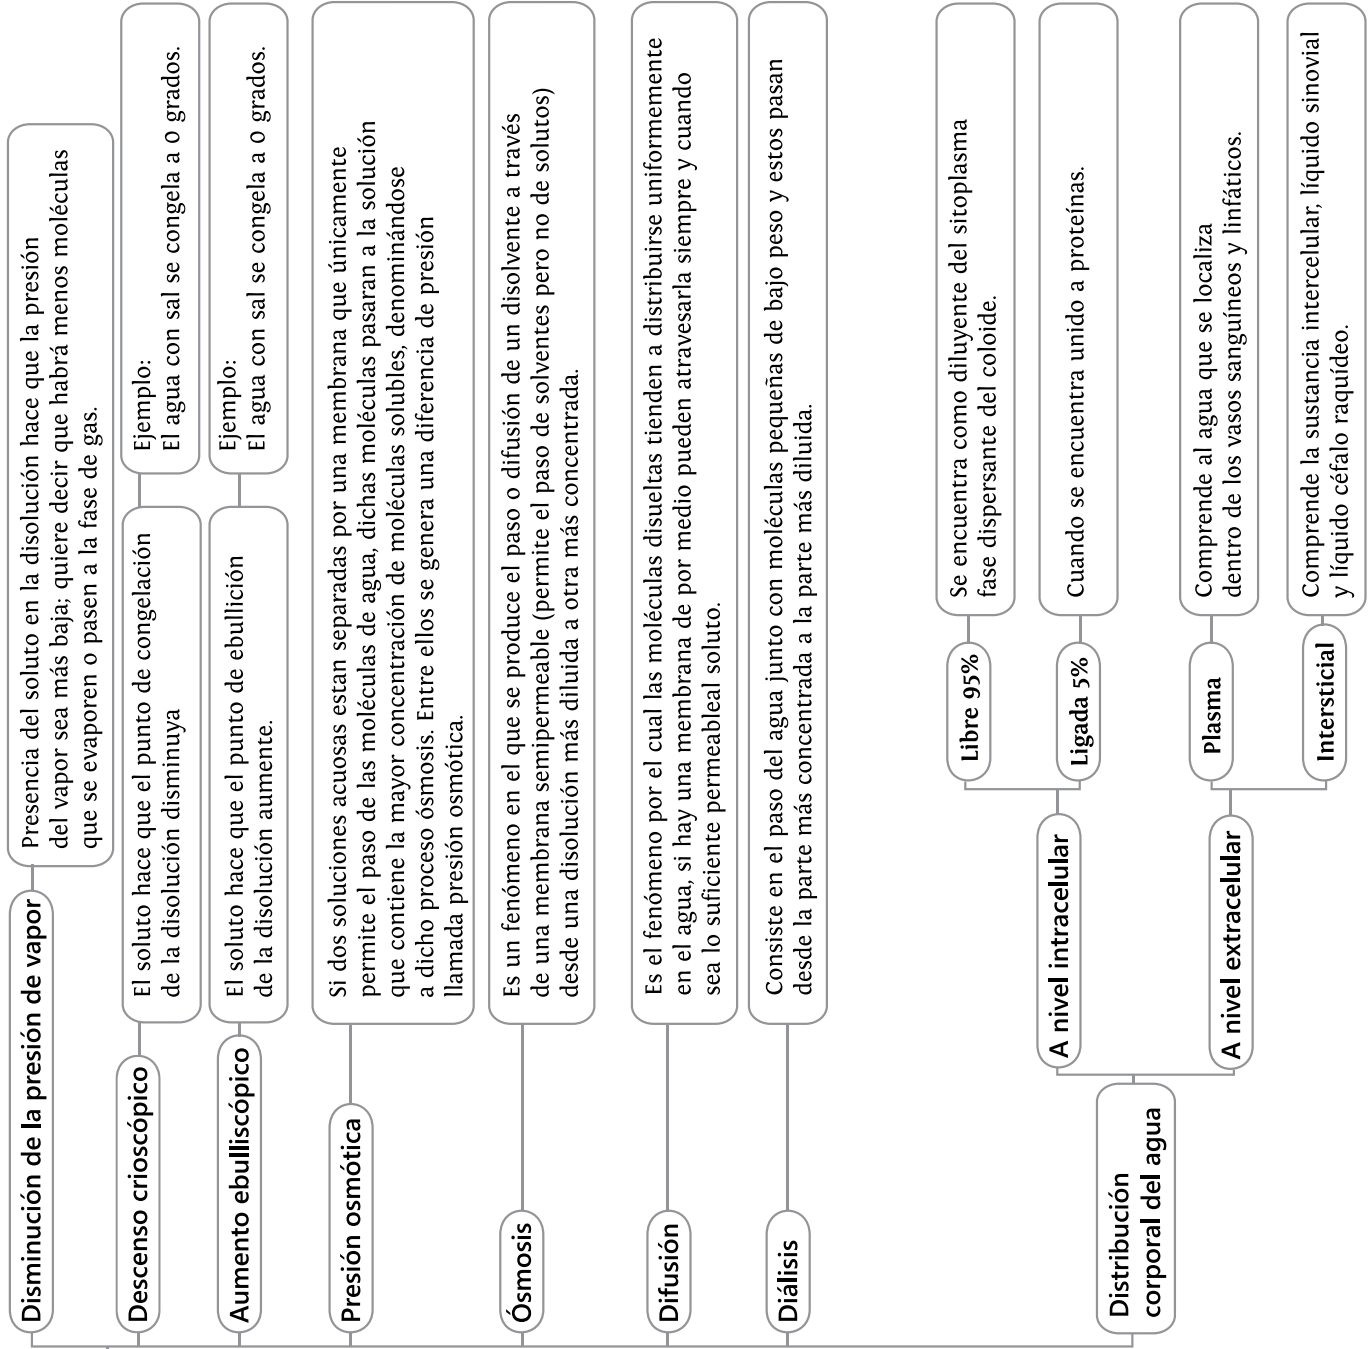 Disminución de la presión de vapor
Presencia del soluto en la disolución hace que la presión
del vapor sea más baja; quiere decir que habrá menos moléculas
que se evaporen o pasen a la fase de gas.
Descenso crioscópico
El soluto hace que el punto de congelación
de la disolución disminuya
Ejemplo:
El agua con sal se congela a 0 grados.
Aumento ebulliscópico
El soluto hace que el punto de ebullición
de la disolución aumente.
Ejemplo:
El agua con sal se congela a 0 grados.
Presión osmótica
Si dos soluciones acuosas estan separadas por una membrana que únicamente
permite el paso de las moléculas de agua, dichas moléculas pasaran a la solución
que contiene la mayor concentración de moléculas solubles, denominándose
a dicho proceso ósmosis. Entre ellos se genera una diferencia de presión
llamada presión osmótica.
Ósmosis
Es un fenómeno en el que se produce el paso o difusión de un disolvente a través
de una membrana semipermeable (permite el paso de solventes pero no de solutos)
desde una disolución más diluida a otra más concentrada.
Difusión
Es el fenómeno por el cual las moléculas disueltas tienden a distribuirse uniformemente
en el agua, si hay una membrana de por medio pueden atravesarla siempre y cuando
sea lo suficiente permeableal soluto.
Diálisis
Consiste en el paso del agua junto con moléculas pequeñas de bajo peso y estos pasan
desde la parte más concentrada a la parte más diluida.
Distribución
corporal del agua
A nivel intracelular
Libre 95%
Se encuentra como diluyente del sitoplasma
fase dispersante del coloide.
Ligada 5%
Cuando se encuentra unido a proteínas.
A nivel extracelular
Plasma
Comprende al agua que se localiza
dentro de los vasos sanguíneos y linfáticos.
Intersticial
Comprende la sustancia intercelular, líquido sinovial
y líquido céfalo raquídeo.